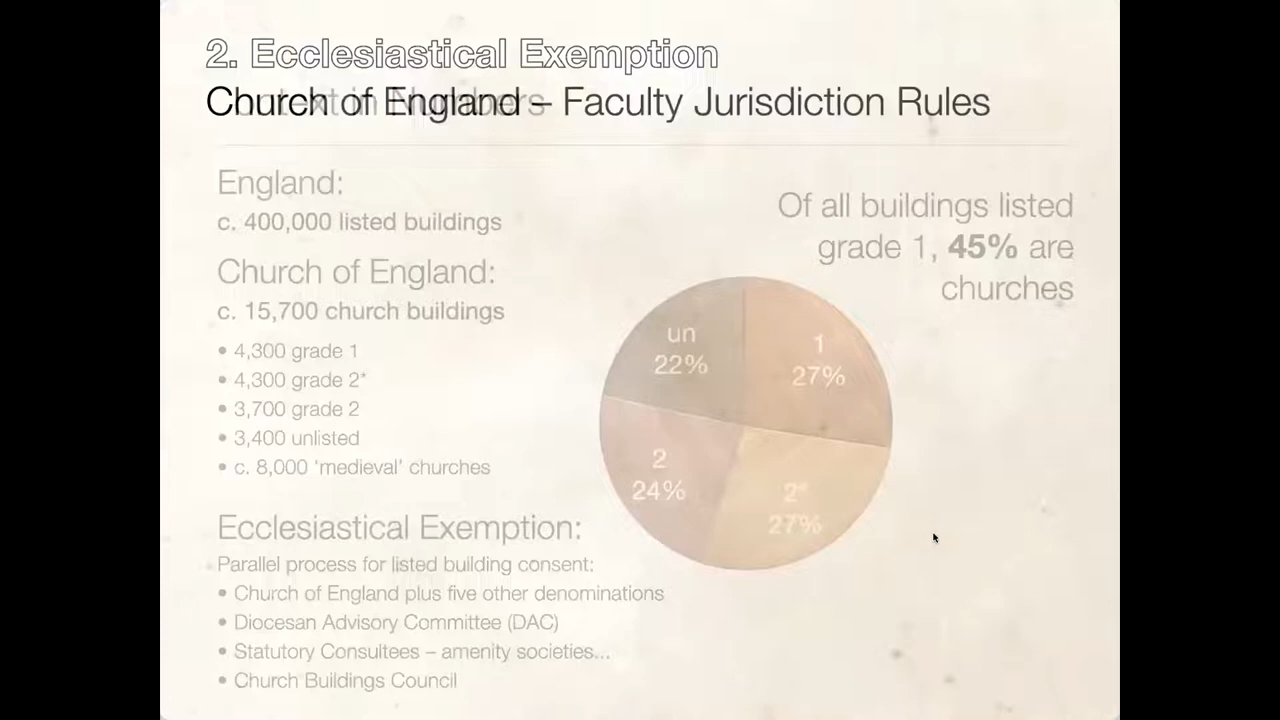 2. Ecclesiastical Exemption
Church of England – Faculty Jurisdiction Rules
England:
c. 400,000 listed buildings
Church of England:
c. 15,700 church buildings
• 4,300 grade 1
• 4,300 grade 2*
• 3,700 grade 2
• 3,400 unlisted
• c. 8,000 ‘medieval’ churches
Ecclesiastical Exemption:
Parallel process for listed building consent:
• Church of England plus five other denominations
• Diocesan Advisory Committee (DAC)
• Statutory Consultees – amenity societies...
• Church Buildings Council
Of all buildings listed
grade 1, 45% are
churches
un
22%
1
27%
2
24%
2*
27%